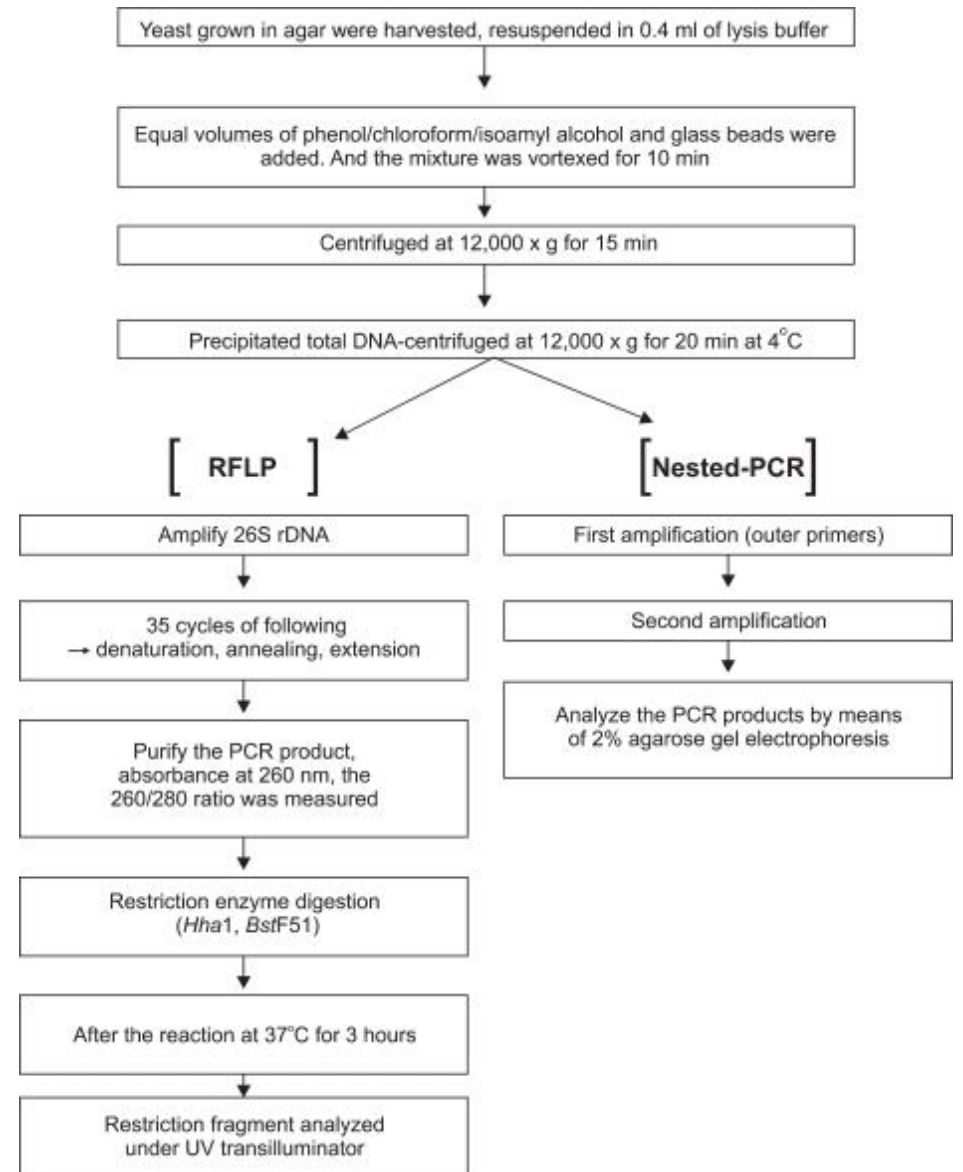 Yeast grown in agar were harvested, resuspended in 0.4 ml of lysis buffer
Equal volumes of phenol/chloroform/isoamyl alcohol and glass beads were
added. And the mixture was vortexed for 10 min
Centrifuged at 12,000 x g for 15 min
Precipitated total DNA-centrifuged at 12,000 x g for 20 min at 4°C
[ RFLP ]
Amplify 26S rDNA
35 cycles of following
→ denaturation, annealing, extension
Purify the PCR product,
absorbance at 260 nm, the
260/280 ratio was measured
Restriction enzyme digestion
(Hha1, BstF51)
After the reaction at 37°C for 3 hours
Restriction fragment analyzed
under UV transilluminator
[Nested-PCR]
First amplification (outer primers)
Second amplification
Analyze the PCR products by means
of 2% agarose gel electrophoresis